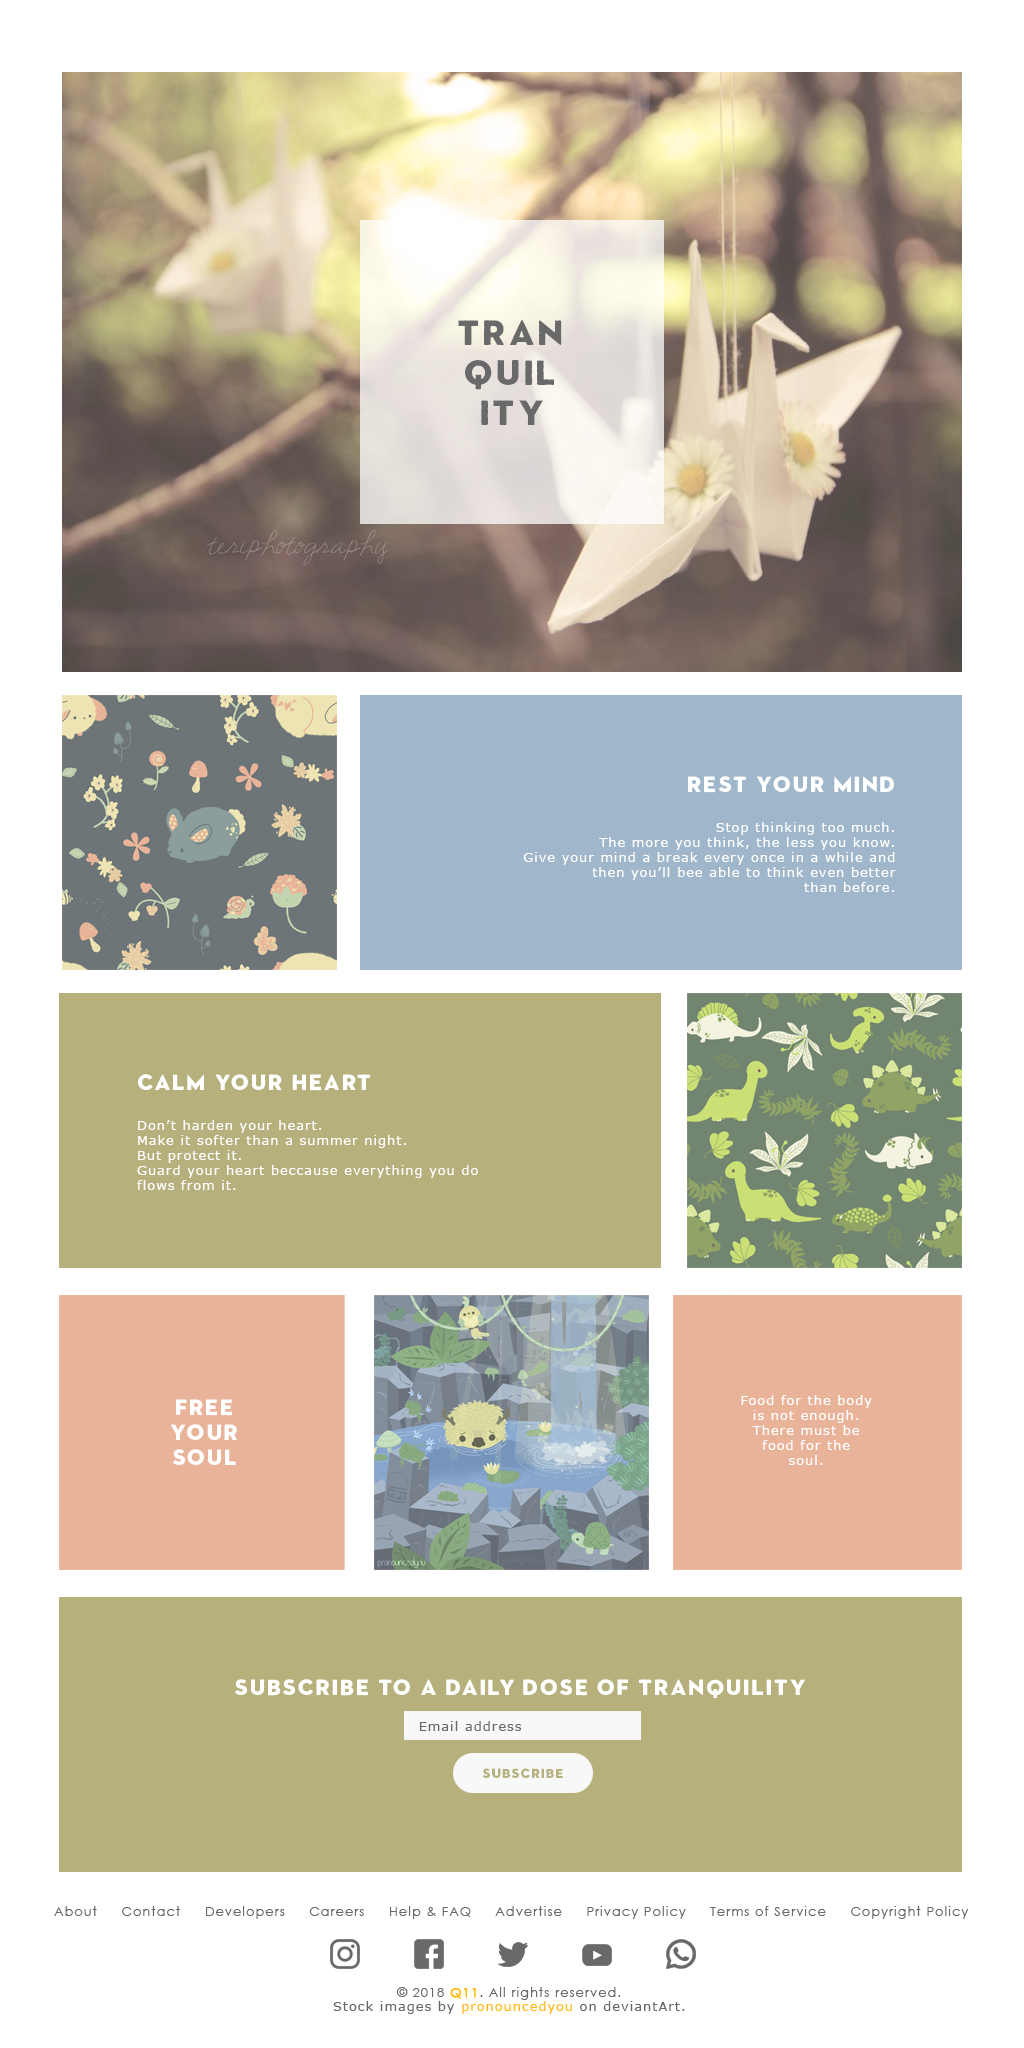 TRAN
QUIL
ITY
teriphotography
REST YOUR MIND
Stop thinking too much.
The more you think, the less you know.
Give your mind a break every once in a while and
then you'll bee able to think even better
than before.
CALM YOUR HEART
Don't harden your heart.
Make it softer than a summer night.
But protect it.
Guard your heart beccause everything you do
flows from it.
FREE
YOUR
SOUL
pronouncedyou
Food for the body
is not enough.
There must be
food for the
soul.
SUBSCRIBE TO A DAILY DOSE OF TRANQUILITY
Email address
SUBSCRIBE
About Contact Developers Careers Help & FAQ Advertise Privacy Policy Terms of Service Copyright Policy
© 2018 Q11. All rights reserved.
Stock images by pronouncedyou on deviantArt.